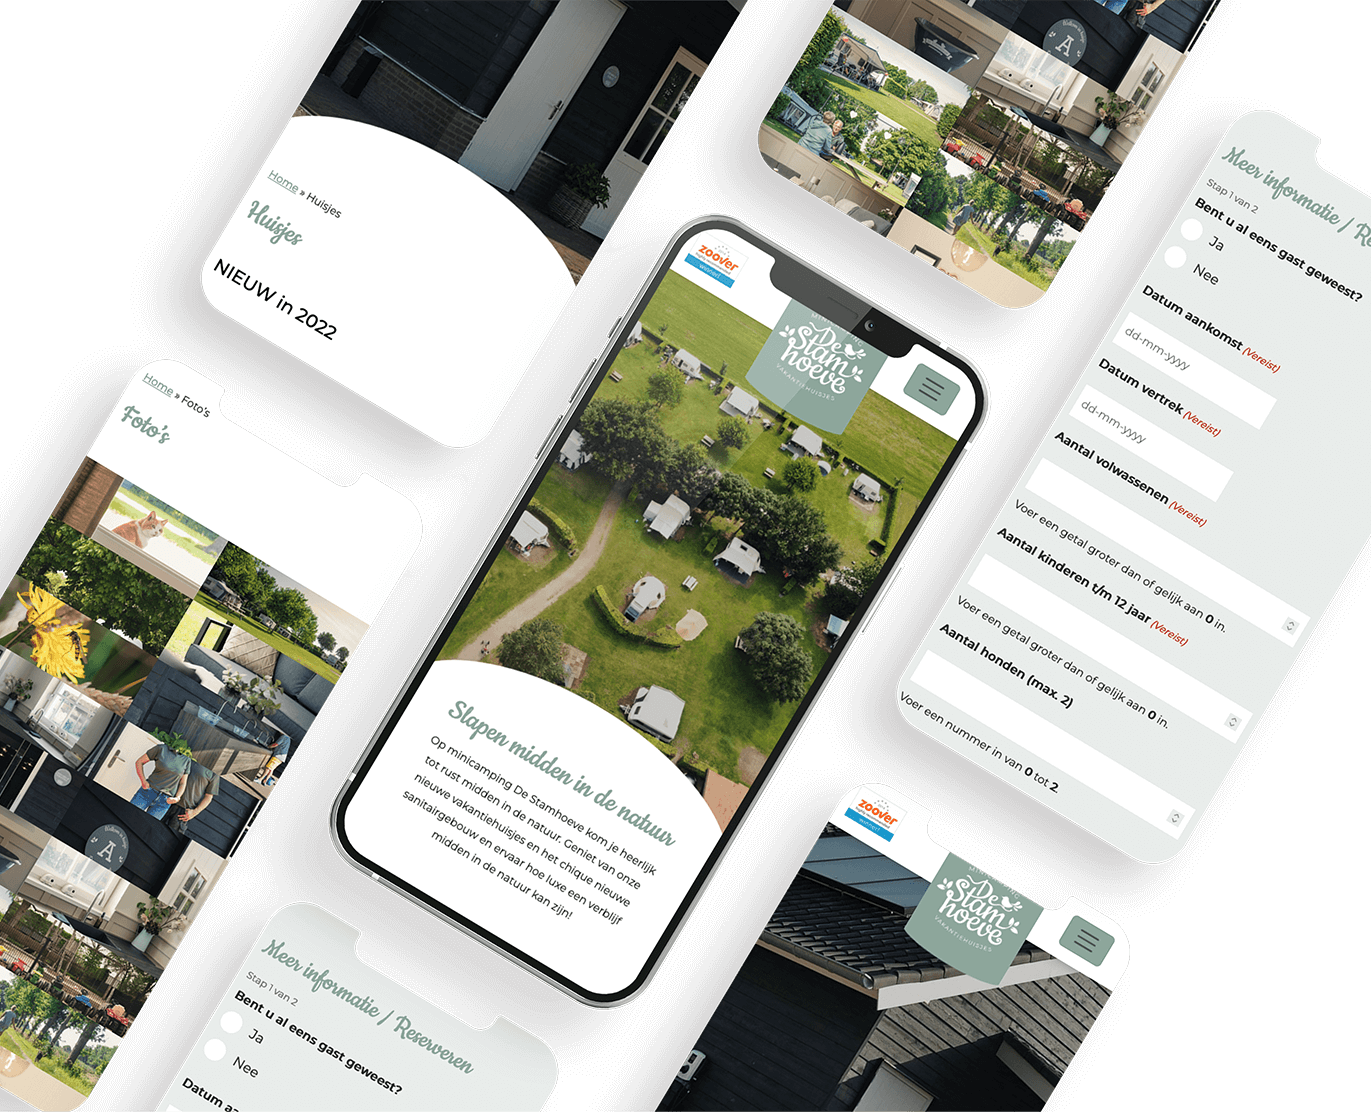 Home » Huisjes
Huisjes
NIEUW in 2022
A
Home » Foto's
Foto's
A
zoover
winner!
De
Stam
hoeve
VAKANTIEHUISJES
Slapen midden in de natuur
Op minicamping De Stamhoeve kom je heerlijk
tot rust midden in de natuur. Geniet van onze
nieuwe vakantiehuisjes en het chique nieuwe
sanitairgebouw en ervaar hoe luxe een verblijf
midden in de natuur kan zijn!
Meer informatie / Re
Stap 1 van 2
Bent u al eens gast geweest?
Ja
Nee
Datum aankomst (Vereist)
dd-mm-yyyy
Datum vertrek (Vereist)
dd-mm-yyyy
Aantal volwassenen (Vereist)
Voer een getal groter dan of gelijk aan 0 in.
Aantal kinderen t/m 12 jaar (Vereist)
Voer een getal groter dan of gelijk aan 0 in.
Aantal honden (max. 2)
Voer een nummer in van 0 tot 2.
Meer informatie / Reserveren
Stap 1 van 2
Bent u al eens gast geweest?
Ja
Nee
Datum a
zoover
winner!
De
Stam
hoeve
VAKANTIEHUISJES